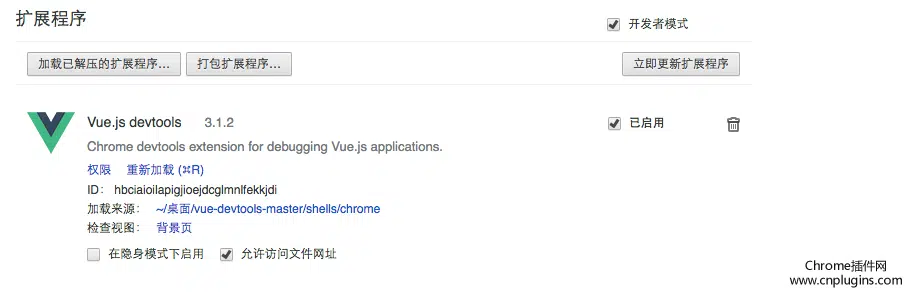 扩展程序
开发者模式
加载已解压的扩展程序...
打包扩展程序...
立即更新扩展程序
Vue.js devtools 3.1.2
已启用
Chrome devtools extension for debugging Vue.js applications.
权限 重新加载 (⌘R)
ID： hbciaioilapigjioejdcglmnlfekkjdi
加载来源： ~/桌面/vue-devtools-master/shells/chrome
检查视图： 背景页
在隐身模式下启用 允许访问文件网址
Chrome插件网
www.cnplugins.com